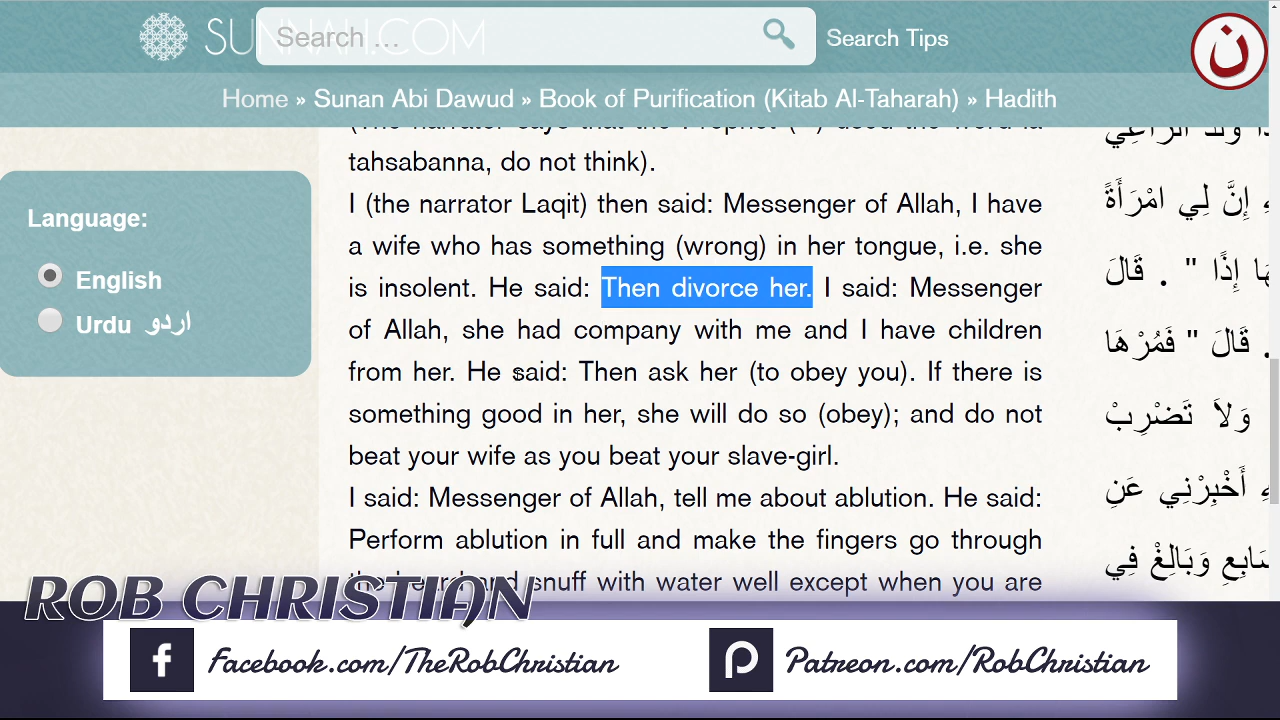 SUNNAH.COM
Search ...
Search Tips
ن
Home » Sunan Abi Dawud » Book of Purification (Kitab Al-Taharah) » Hadith
Language:
English
Urdu اردو
tahsabanna, do not think).
I (the narrator Laqit) then said: Messenger of Allah, I have
a wife who has something (wrong) in her tongue, i.e. she
is insolent. He said: Then divorce her. I said: Messenger
of Allah, she had company with me and I have children
from her. He said: Then ask her (to obey you). If there is
something good in her, she will do so (obey); and do not
beat your wife as you beat your slave-girl.
I said: Messenger of Allah, tell me about ablution. He said:
Perform ablution in full and make the fingers go through
snuff with water well except when you are
إِنَّ لِي امْرَأَةً
إِذًا " . قَالَ
. قَالَ " فَمُرْهَا
وَلاَ تَضْرِبْ
أَخْبِرْنِي عَنِ
وَبَالِغْ فِي
ROB CHRISTIAN
f Facebook.com/TheRobChristian
Patreon.com/RobChristian